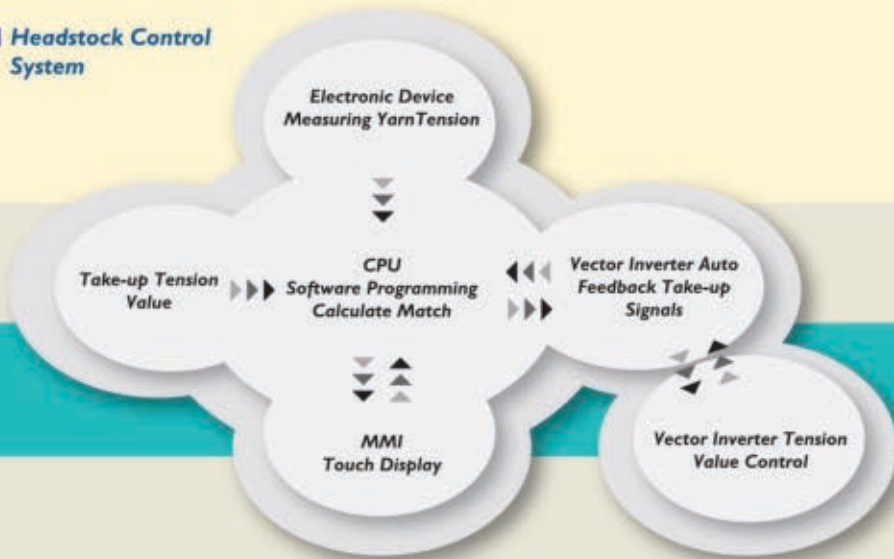 Headstock Control
System
Electronic Device
Measuring YarnTension
Take-up Tension
Value
CPU
Software Programming
Calculate Match
Vector Inverter Auto
Feedback Take-up
Signals
MMI
Touch Display
Vector Inverter Tension
Value Control